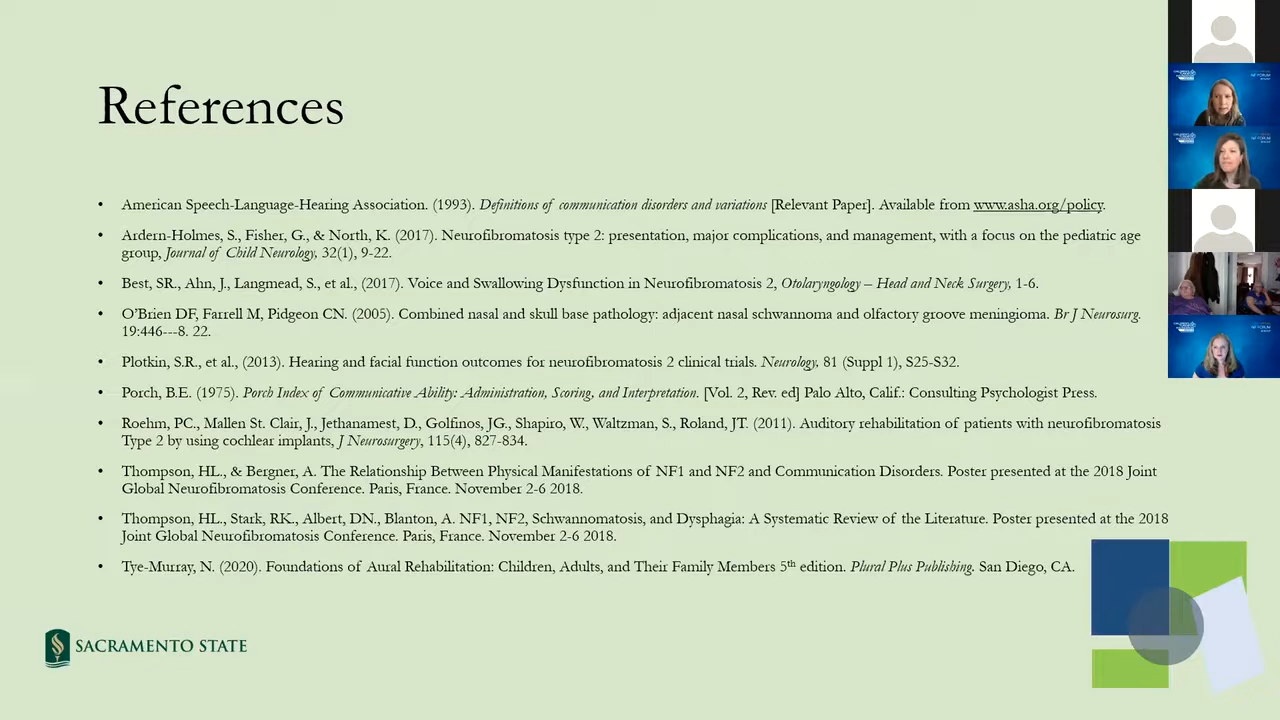 References
• American Speech-Language-Hearing Association. (1993). Definitions of communication disorders and variations [Relevant Paper]. Available from www.asha.org/policy.
• Ardern-Holmes, S., Fisher, G., & North, K. (2017). Neurofibromatosis type 2: presentation, major complications, and management, with a focus on the pediatric age
group, Journal of Child Neurology, 32(1), 9-22.
• Best, SR., Ahn, J., Langmead, S., et al., (2017). Voice and Swallowing Dysfunction in Neurofibromatosis 2, Otolaryngology – Head and Neck Surgery, 1-6.
• O'Brien DF, Farrell M, Pidgeon CN. (2005). Combined nasal and skull base pathology: adjacent nasal schwannoma and olfactory groove meningioma. Br J Neurosurg.
19:446---8. 22.
• Plotkin, S.R., et al., (2013). Hearing and facial function outcomes for neurofibromatosis 2 clinical trials. Neurology, 81 (Suppl 1), S25-S32.
• Porch, B.E. (1975). Porch Index of Communicative Ability: Administration, Scoring, and Interpretation. [Vol. 2, Rev. ed] Palo Alto, Calif.: Consulting Psychologist Press.
• Roehm, PC., Mallen St. Clair, J., Jethanamest, D., Golfinos, JG., Shapiro, W., Waltzman, S., Roland, JT. (2011). Auditory rehabilitation of patients with neurofibromatosis
Type 2 by using cochlear implants, J Neurosurgery, 115(4), 827-834.
• Thompson, HL., & Bergner, A. The Relationship Between Physical Manifestations of NF1 and NF2 and Communication Disorders. Poster presented at the 2018 Joint
Global Neurofibromatosis Conference. Paris, France. November 2-6 2018.
• Thompson, HL., Stark, RK., Albert, DN., Blanton, A. NF1, NF2, Schwannomatosis, and Dysphagia: A Systematic Review of the Literature. Poster presented at the 2018
Joint Global Neurofibromatosis Conference. Paris, France. November 2-6 2018.
• Tye-Murray, N. (2020). Foundations of Aural Rehabilitation: Children, Adults, and Their Family Members 5th edition. Plural Plus Publishing. San Diego, CA.
SACRAMENTO STATE